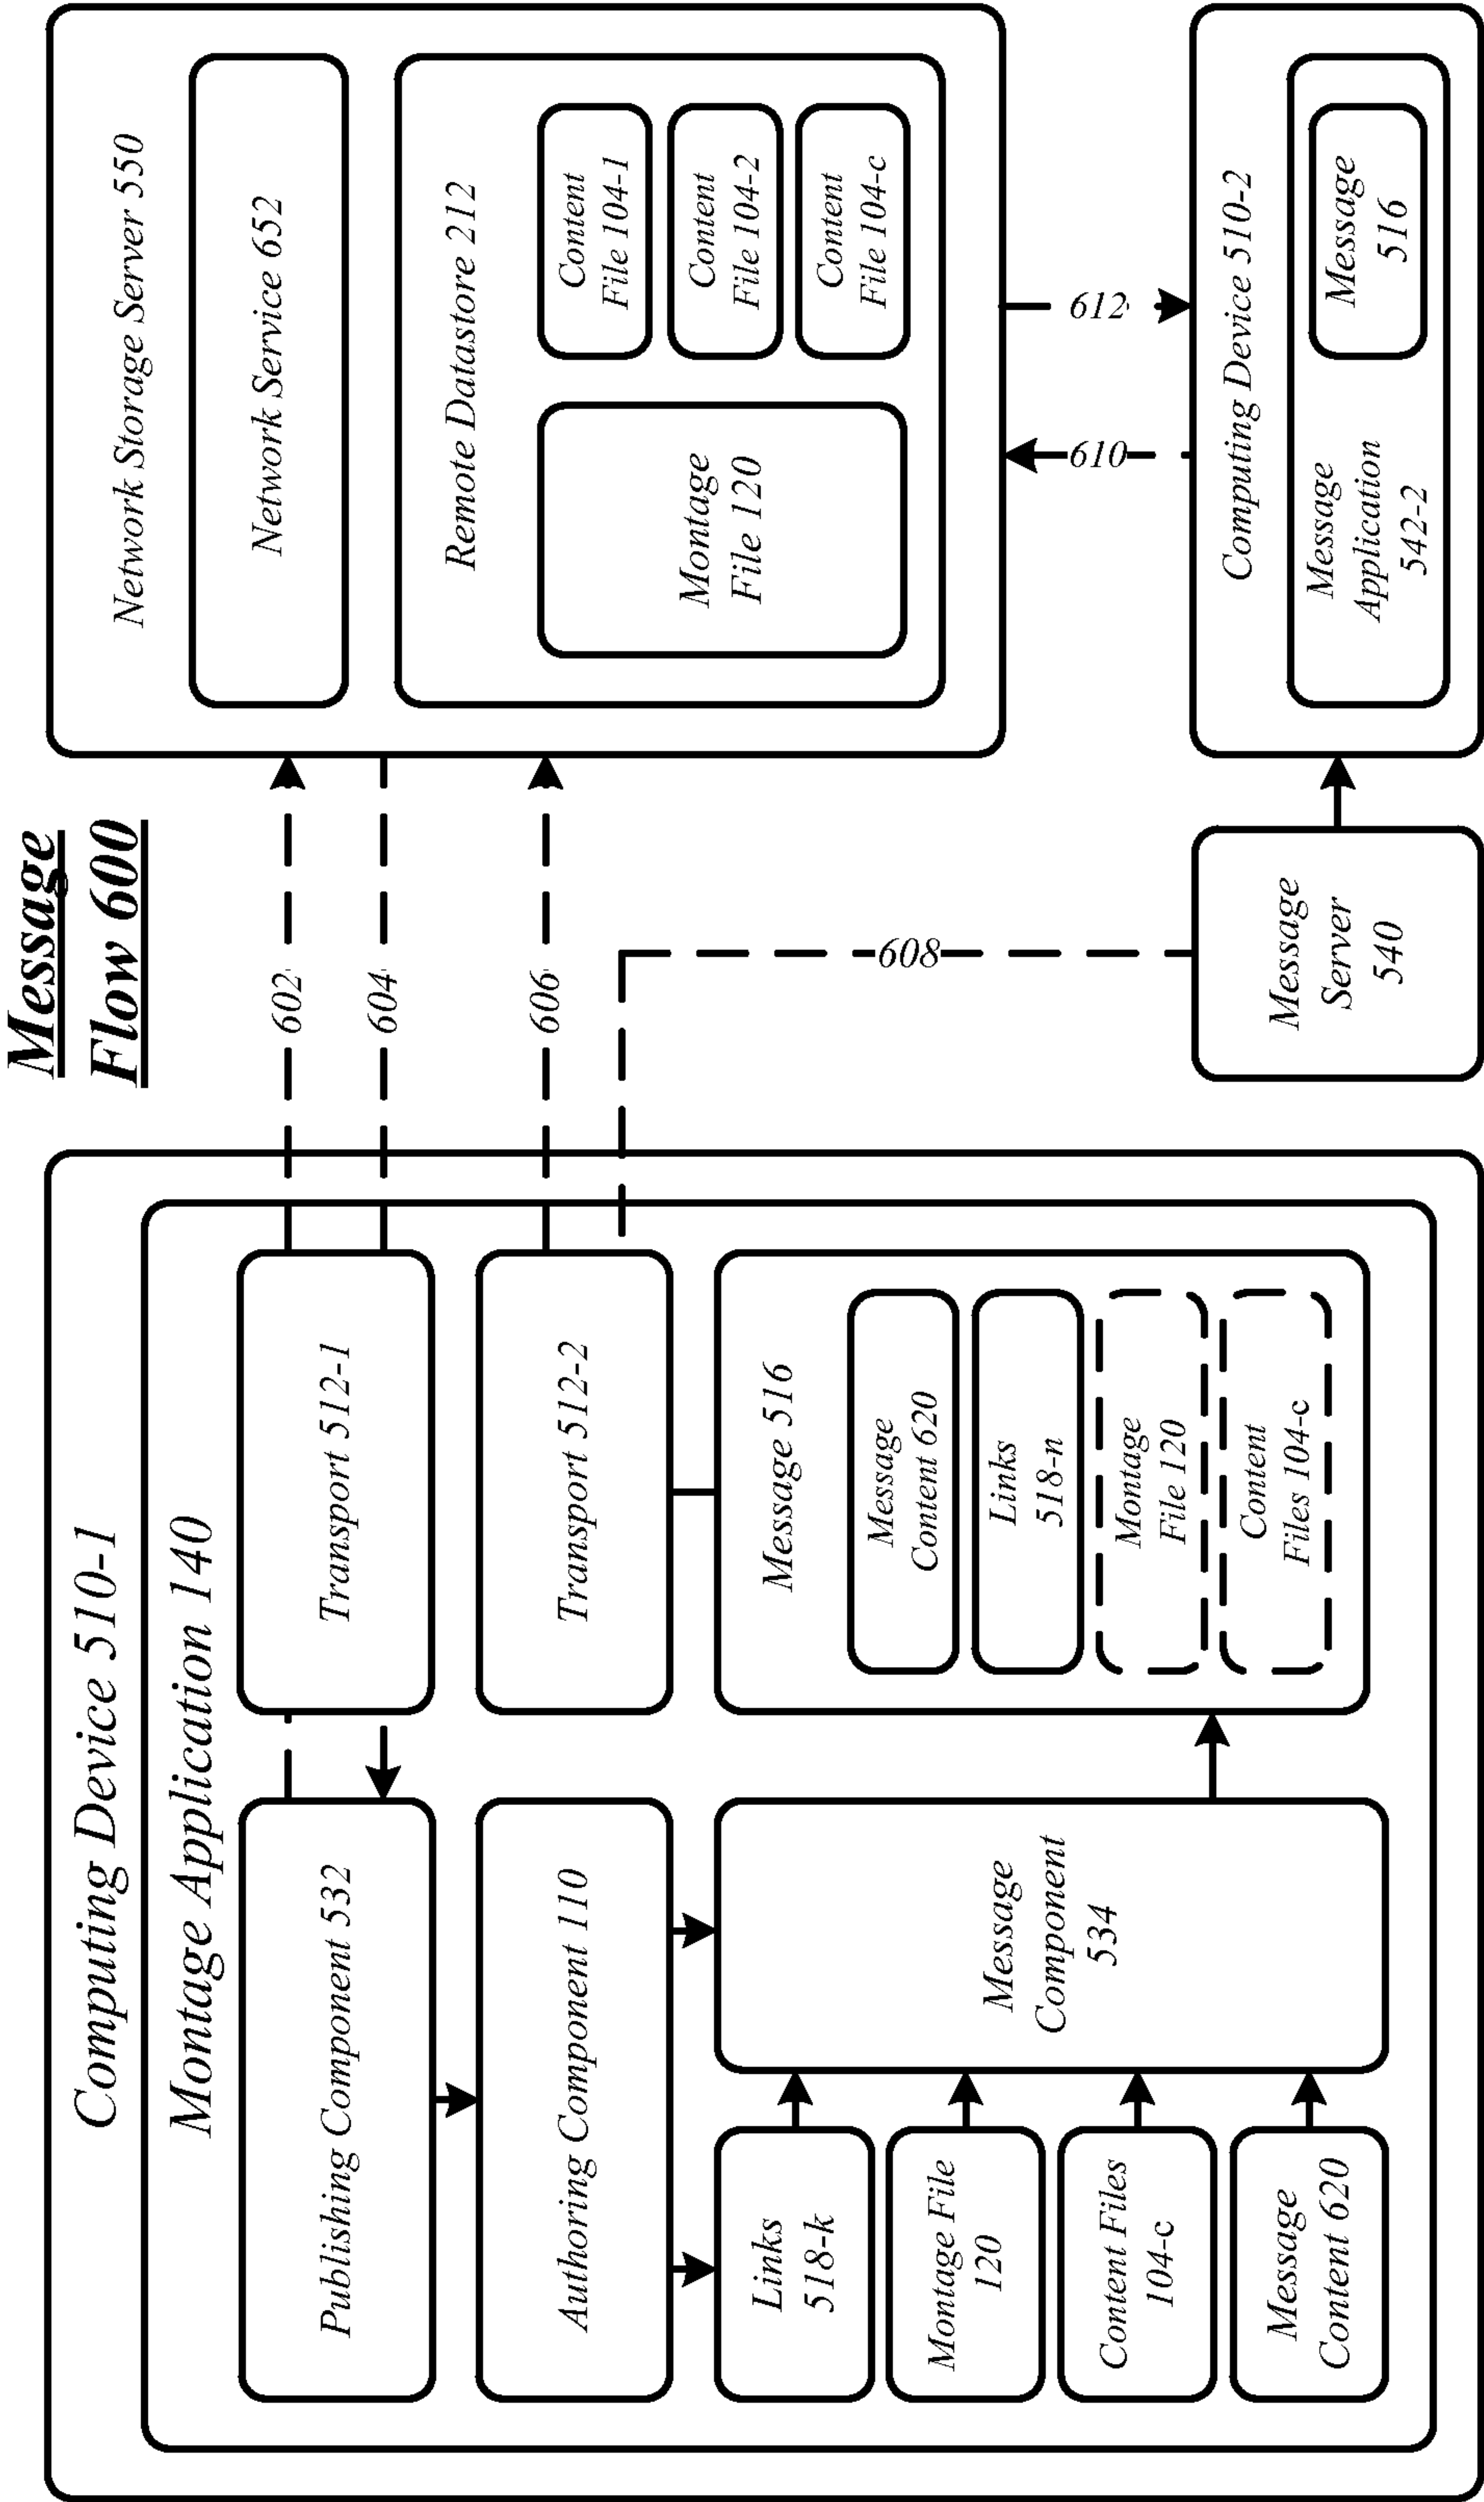 Message
Flow 600
Computing Device 510-1
Montage Application 140
Publishing Component 532
Transport 512-1
Authoring Component 110
Transport 512-2
Links
518-k
Montage File
120
Content Files
104-c
Message
Content 620
Message
Component
534
Message 516
Message
Content 620
Links
518-n
Montage
File 120
Content
Files 104-c
602
604
606
608
Network Storage Server 550
Network Service 652
Remote Datastore 212
Montage
File 120
Content
File 104-1
Content
File 104-2
Content
File 104-c
610
612
Message
Server
540
Computing Device 510-2
Message
Application
542-2
Message
516